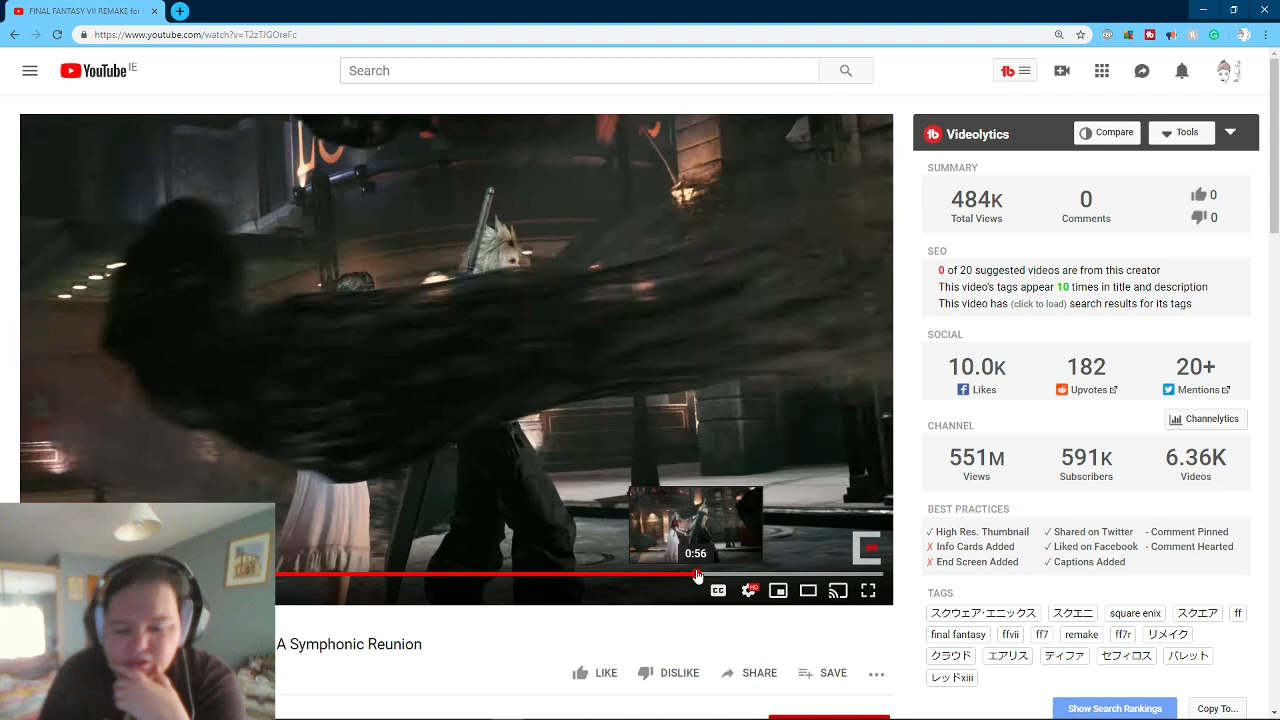 FINAL FANTASY VII REMAKE for
https://www.youtube.com/watch?v=T2zTJGOreFc
YouTube IE
Search
tb
tb Videolytics
Compare
Tools
SUMMARY
484K
Total Views
0
Comments
0
0
SEO
0 of 20 suggested videos are from this creator
This video's tags appear 10 times in title and description
This video has (click to load) search results for its tags
SOCIAL
10.0K
Likes
182
Upvotes
20+
Mentions
Channelytics
CHANNEL
551M
Views
591K
Subscribers
6.36K
Videos
BEST PRACTICES
✓ High Res. Thumbnail ✓ Shared on Twitter - Comment Pinned
✗ Info Cards Added ✓ Liked on Facebook - Comment Hearted
✗ End Screen Added ✓ Captions Added
TAGS
スクウェア・エニックス スクエニ square enix スクエア ff
final fantasy ffvii ff7 remake ff7r リメイク
クラウド エアリス ティファ セフィロス バレット
レッドxiii
Show Search Rankings
Copy To...
0:56
CC
HD
A Symphonic Reunion
LIKE
DISLIKE
SHARE
SAVE